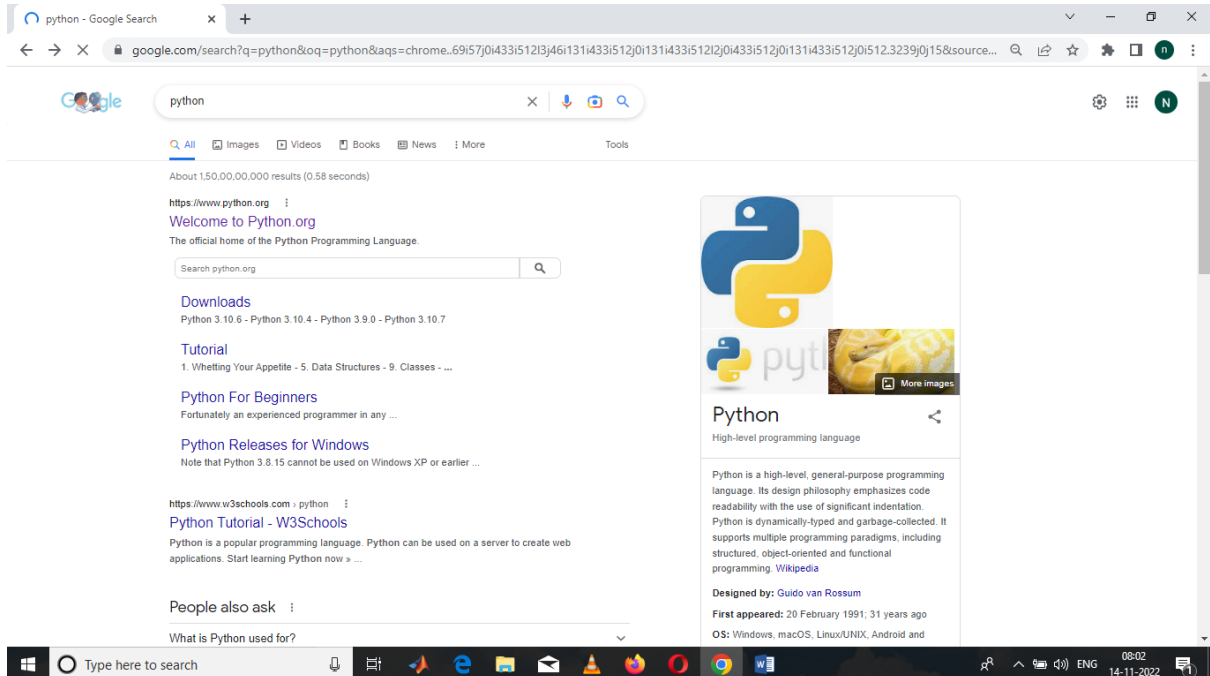 python - Google Search
google.com/search?q=python&oq=python&aqs=chrome..69i57j0i433i512l3j46i131i433i512j0i131i433i512l2j0i433i512j0i131i433i512j0i512.3239j0j15&source...
n
Google
python
N
All Images Videos Books News More Tools
About 1,50,00,00,000 results (0.58 seconds)
https://www.python.org
Welcome to Python.org
The official home of the Python Programming Language.
Search python.org
Downloads
Python 3.10.6 - Python 3.10.4 - Python 3.9.0 - Python 3.10.7
Tutorial
1. Whetting Your Appetite - 5. Data Structures - 9. Classes - ...
Python For Beginners
Fortunately an experienced programmer in any ...
Python Releases for Windows
Note that Python 3.8.15 cannot be used on Windows XP or earlier ...
https://www.w3schools.com › python
Python Tutorial - W3Schools
Python is a popular programming language. Python can be used on a server to create web
applications. Start learning Python now » ...
People also ask
What is Python used for?
pyth
More images
Python
High-level programming language
Python is a high-level, general-purpose programming
language. Its design philosophy emphasizes code
readability with the use of significant indentation.
Python is dynamically-typed and garbage-collected. It
supports multiple programming paradigms, including
structured, object-oriented and functional
programming. Wikipedia
Designed by: Guido van Rossum
First appeared: 20 February 1991; 31 years ago
OS: Windows, macOS, Linux/UNIX, Android and
Type here to search
ENG
08:02
14-11-2022
1